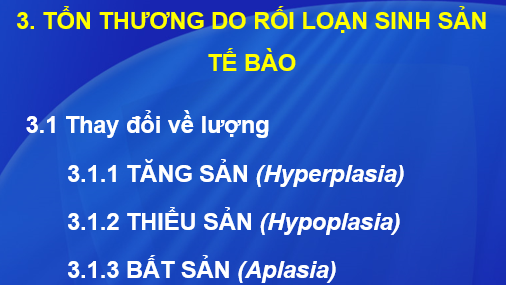 3. TỔN THƯƠNG DO RỐI LOẠN SINH SẢN
TẾ BÀO
3.1 Thay đổi về lượng
3.1.1 TĂNG SẢN (Hyperplasia)
3.1.2 THIỂU SẢN (Hypoplasia)
3.1.3 BẤT SẢN (Aplasia)